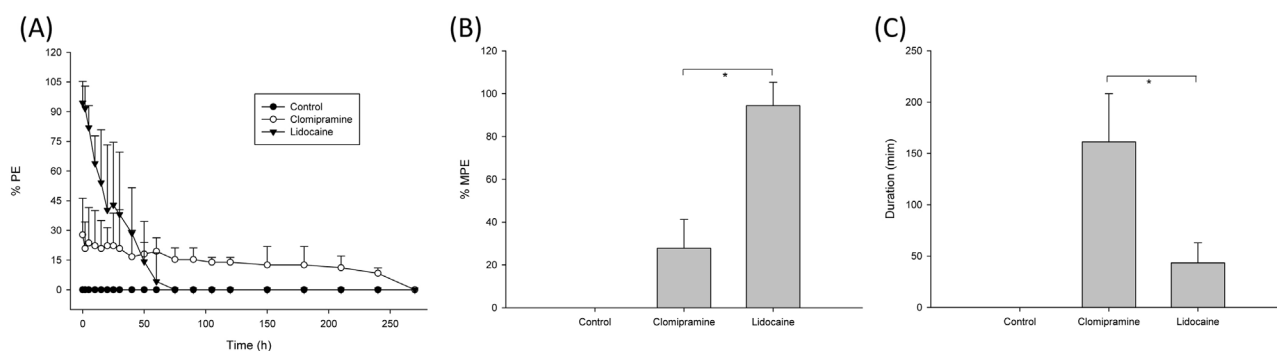 (A)
% PE
120
105
90
75
60
45
30
15
0
0
50
100
150
200
250
Time (h)
Control
Clomipramine
Lidocaine
(B)
% MPE
120
100
80
60
40
20
0
*
Control
Clomipramine
Lidocaine
(C)
Duration (mim)
250
200
150
100
50
0
*
Control
Clomipramine
Lidocaine